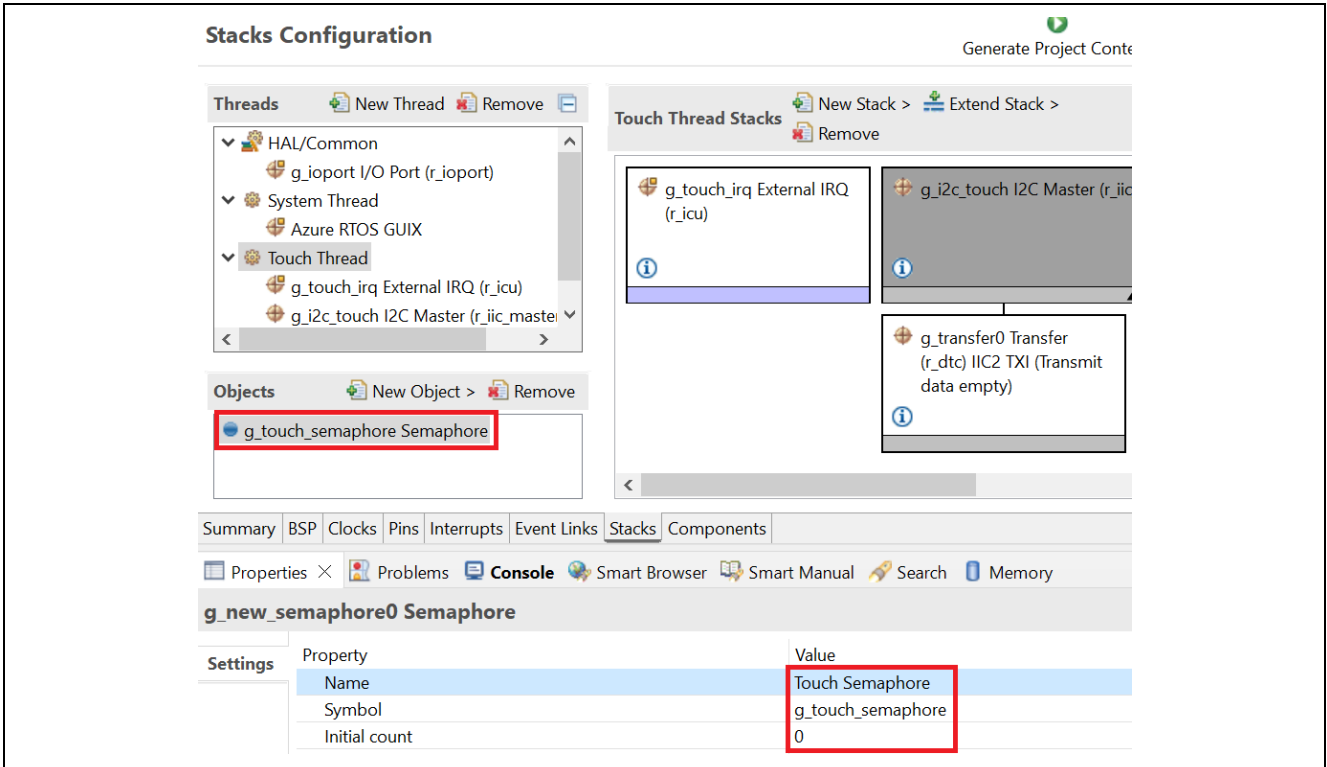 Stacks Configuration
Generate Project Conte
Threads
New Thread
Remove
HAL/Common
g_ioport I/O Port (r_ioport)
System Thread
Azure RTOS GUIX
Touch Thread
g_touch_irq External IRQ (r_icu)
g_i2c_touch I2C Master (r_iic_master
Objects
New Object >
Remove
g_touch_semaphore Semaphore
Touch Thread Stacks
New Stack >
Extend Stack >
Remove
g_touch_irq External IRQ
(r_icu)
g_i2c_touch I2C Master (r_iic
g_transfer0 Transfer
(r_dtc) IIC2 TXI (Transmit
data empty)
Summary BSP Clocks Pins Interrupts Event Links Stacks Components
Properties Problems Console Smart Browser Smart Manual Search Memory
g_new_semaphore0 Semaphore
Settings
Property Value
Name Touch Semaphore
Symbol g_touch_semaphore
Initial count 0